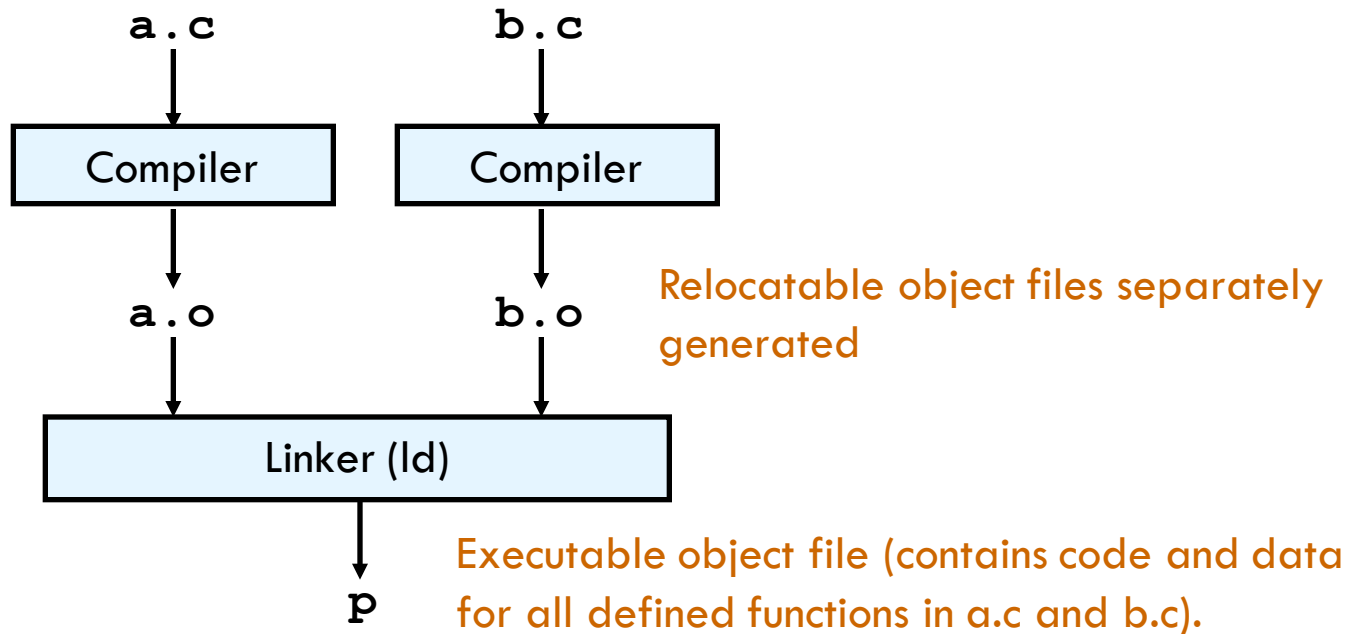 a.c b.c
Compiler Compiler
Relocatable object files separately
generated
a.o b.o
Linker (ld)
Executable object file (contains code and data
for all defined functions in a.c and b.c).
p